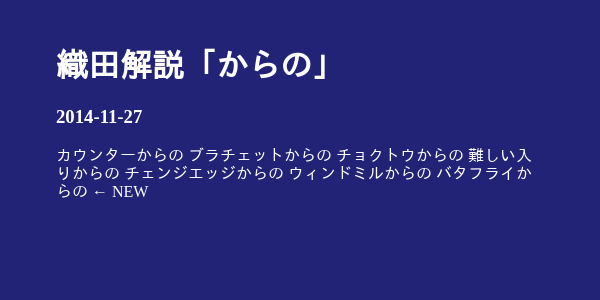 織田解説「からの」
2014-11-27
カウンターからの ブラチェットからの チョクトウからの 難しい入
りからの チェンジエッジからの ウィンドミルからの バタフライか
らの ← NEW